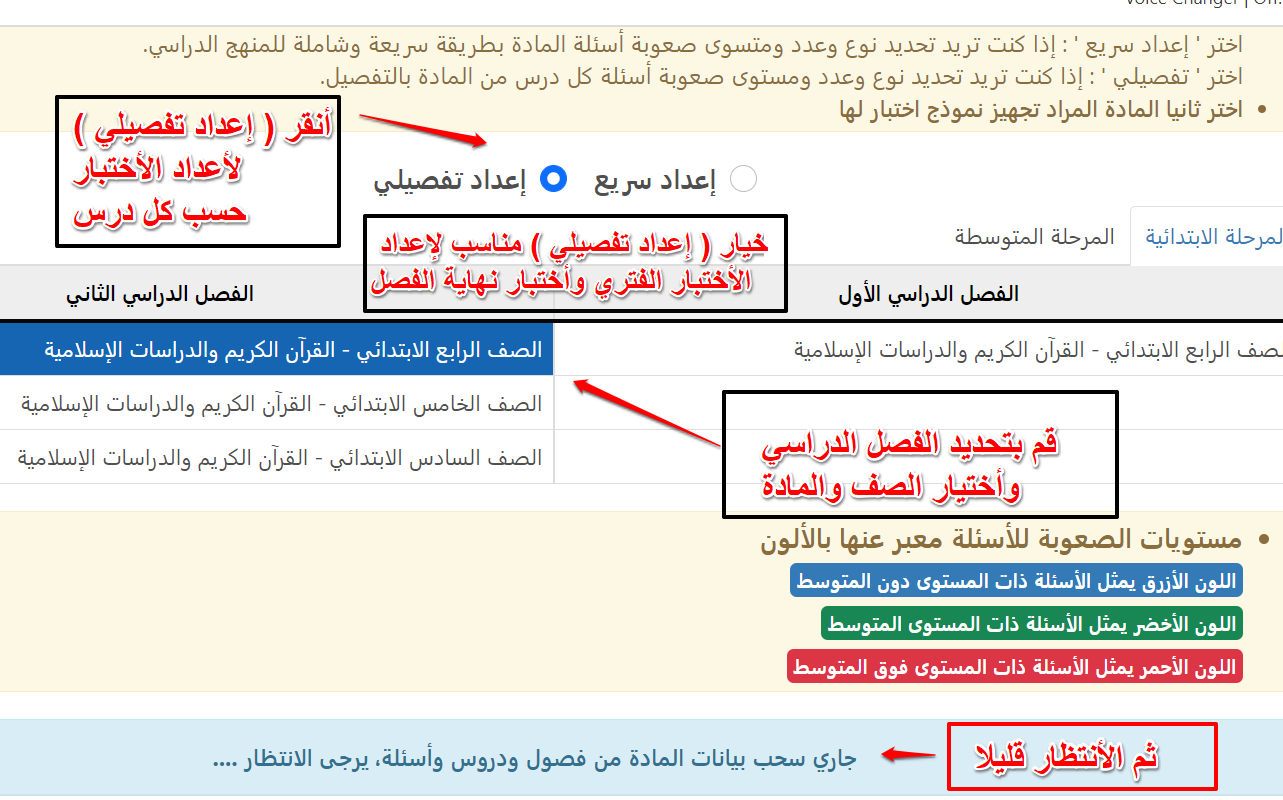 اختر ' إعداد سريع ' : إذا كنت تريد تحديد نوع وعدد ومتسوى صعوبة أسئلة المادة بطريقة سريعة وشاملة للمنهج الدراسي.
اختر ' تفصيلي ' : إذا كنت تريد تحديد نوع وعدد ومستوى صعوبة أسئلة كل درس من المادة بالتفصيل.
• اختر ثانيا المادة المراد تجهيز نموذج اختبار لها
أنقر ( إعداد تفصيلي )
لأعداد الأختبار
حسب كل درس
إعداد سريع إعداد تفصيلي
خيار ( إعداد تفصيلي ) مناسب لإعداد
الأختبار الفتري وأختبار نهاية الفصل
لمرحلة الابتدائية المرحلة المتوسطة
الفصل الدراسي الأول الفصل الدراسي الثاني
لصف الرابع الابتدائي - القرآن الكريم والدراسات الإسلامية الصف الرابع الابتدائي - القرآن الكريم والدراسات الإسلامية
الصف الخامس الابتدائي - القرآن الكريم والدراسات الإسلامية
الصف السادس الابتدائي - القرآن الكريم والدراسات الإسلامية
قم بتحديد الفصل الدراسي
وأختيار الصف والمادة
• مستويات الصعوبة للأسئلة معبر عنها بالألون
اللون الأزرق يمثل الأسئلة ذات المستوى دون المتوسط
اللون الأخضر يمثل الأسئلة ذات المستوى المتوسط
اللون الأحمر يمثل الأسئلة ذات المستوى فوق المتوسط
ثم الأنتظار قليلا
جاري سحب بيانات المادة من فصول ودروس وأسئلة، يرجى الانتظار ....